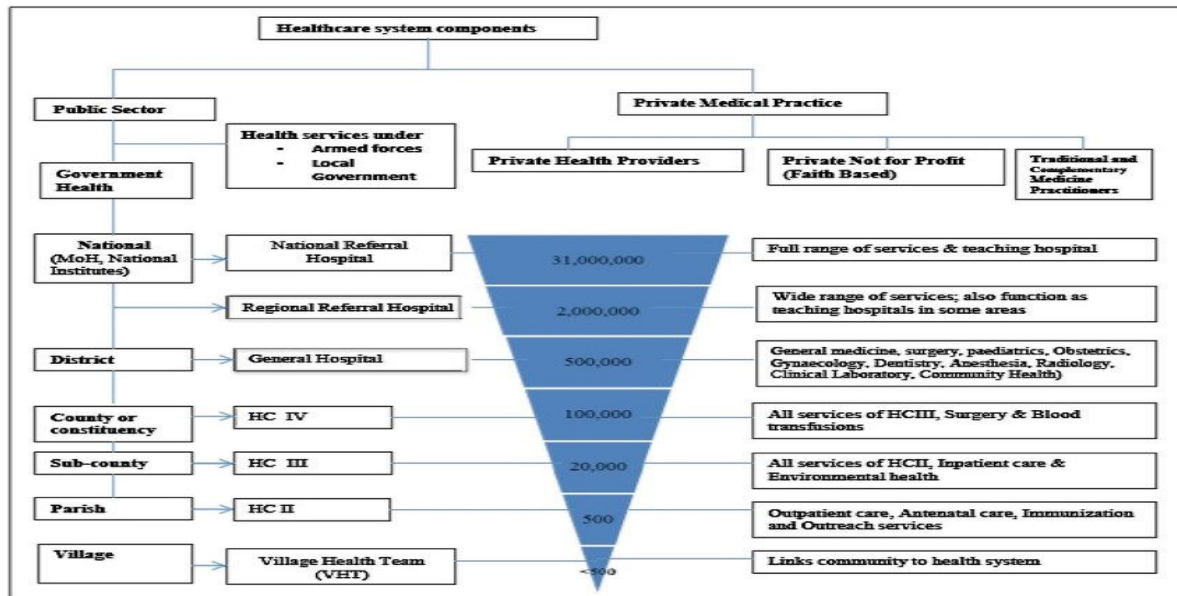 Healthcare system components
Public Sector
Private Medical Practice
Health services under
- Armed forces
- Local
Government
Government
Health
Private Health Providers
Private Not for Profit
(Faith Based)
Traditional and
Complementary
Medicine
Practitioners
National
(MoH, National
Institutes)
National Referral
Hospital
31,000,000
Full range of services & teaching hospital
Regional Referral Hospital
2,000,000
Wide range of services; also function as
teaching hospitals in some areas
District
General Hospital
500,000
General medicine, surgery, paediatrics, Obstetrics,
Gynaecology, Dentistry, Anesthesia, Radiology,
Clinical Laboratory, Community Health)
County or
constituency
HC IV
100,000
All services of HCIII, Surgery & Blood
transfusions
Sub-county
HC III
20,000
All services of HCII, Inpatient care &
Environmental health
Parish
HC II
500
Outpatient care, Antenatal care, Immunization
and Outreach services
Village
Village Health Team
(VHT)
<500
Links community to health system